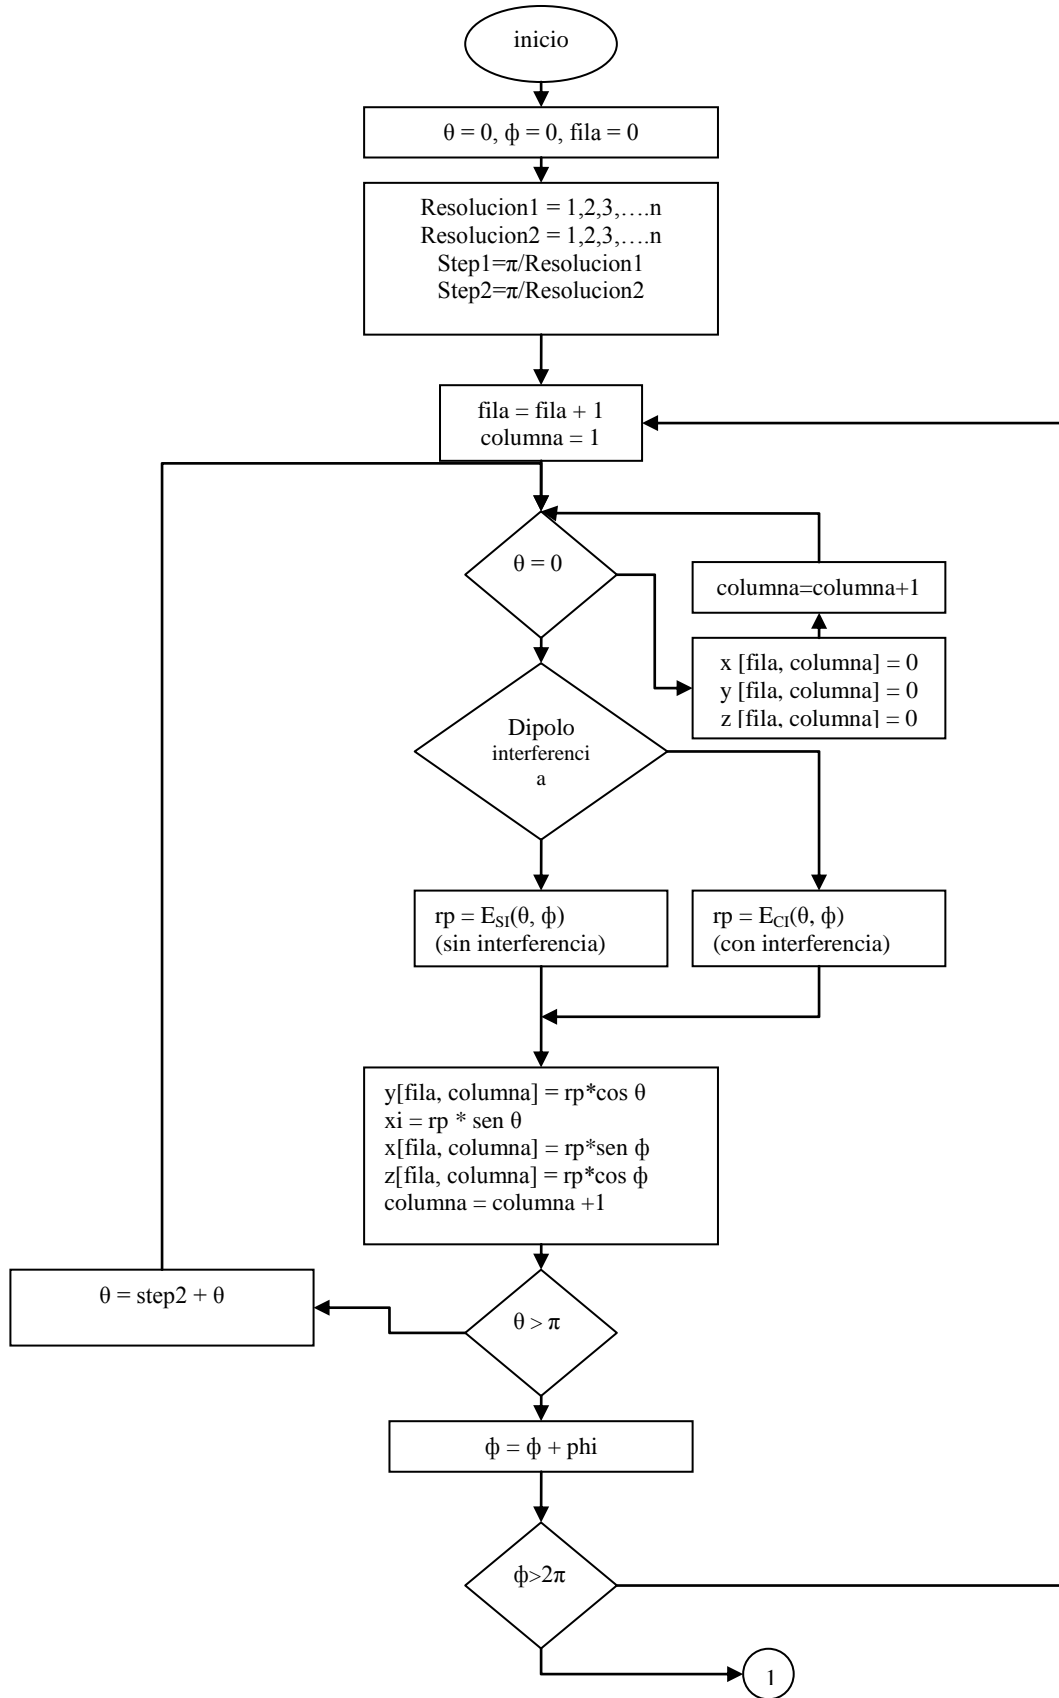 inicio
θ = 0, ф = 0, fila = 0
Resolucion1 = 1,2,3,….n
Resolucion2 = 1,2,3,….n
Step1=π/Resolucion1
Step2=π/Resolucion2
fila = fila + 1
columna = 1
θ = 0
columna=columna+1
x [fila, columna] = 0
y [fila, columna] = 0
z [fila, columna] = 0
Dipolo
interferenci
a
rp = E_SI(θ, ф)
(sin interferencia)
rp = E_CI(θ, ф)
(con interferencia)
y[fila, columna] = rp*cos θ
xi = rp * sen θ
x[fila, columna] = rp*sen ф
z[fila, columna] = rp*cos ф
columna = columna +1
θ = step2 + θ
θ > π
ф = ф + phi
ф>2π
1